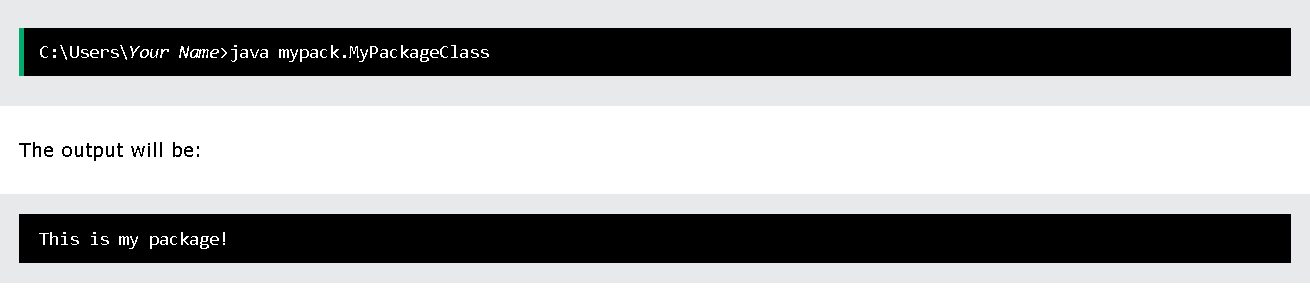 C:\Users\Your Name>java mypack.MyPackageClass
The output will be:
This is my package!